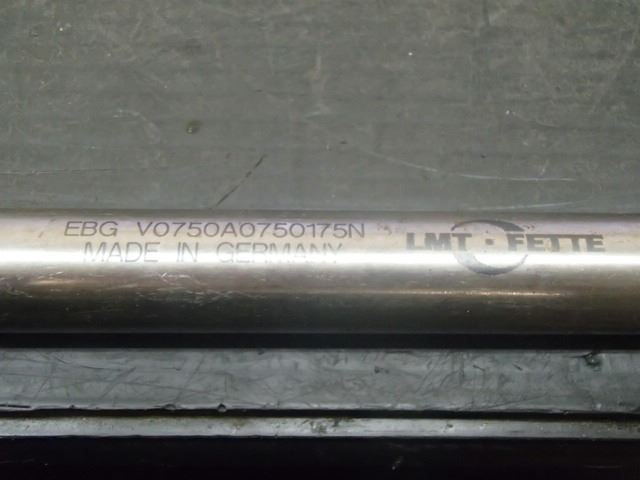 EBG V0750A0750175N
MADE IN GERMANY
LMT · FETTE